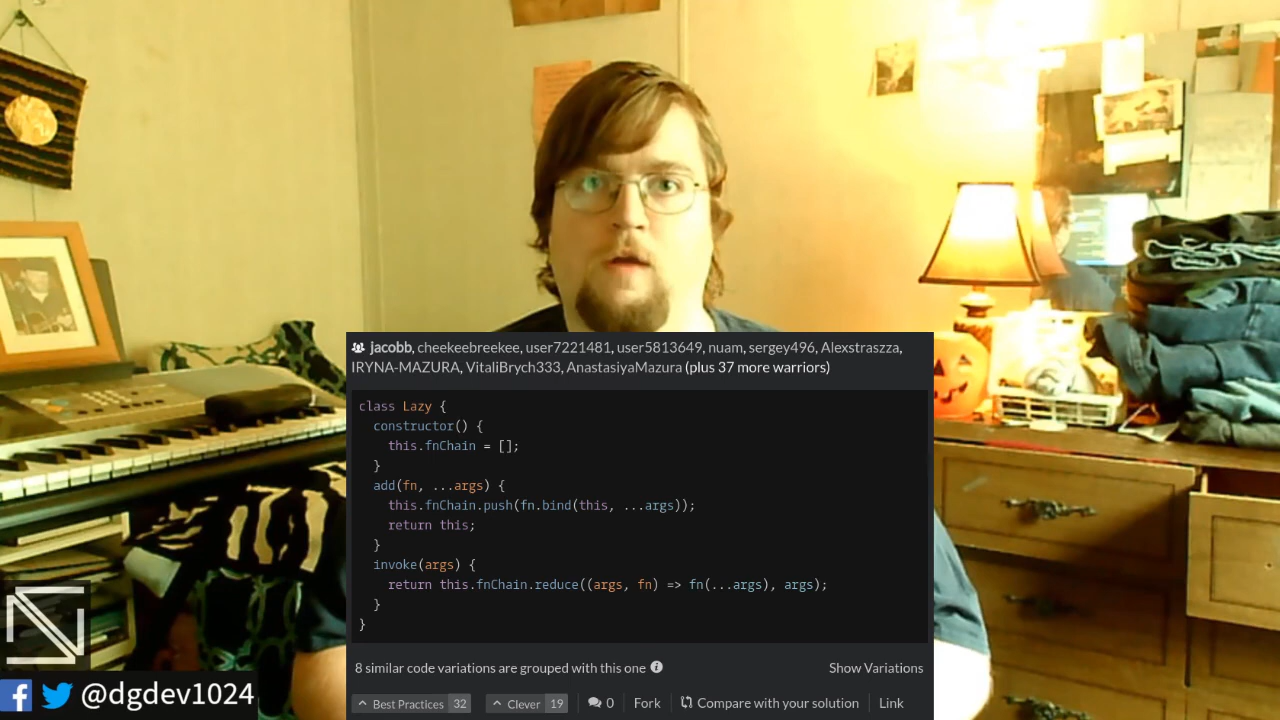 jacobb, cheekeebreekee, user7221481, user5813649, nuam, sergey496, Alexstraszza,
IRYNA-MAZURA, VitaliBrych333, AnastasiyaMazura (plus 37 more warriors)
class Lazy {
constructor() {
this.fnChain = [];
}
add(fn, ...args) {
this.fnChain.push(fn.bind(this, ...args));
return this;
}
invoke(args) {
return this.fnChain.reduce((args, fn) => fn(...args), args);
}
}
8 similar code variations are grouped with this one
Show Variations
Best Practices 32
Clever 19
0
Fork
Compare with your solution
Link
@dgdev1024